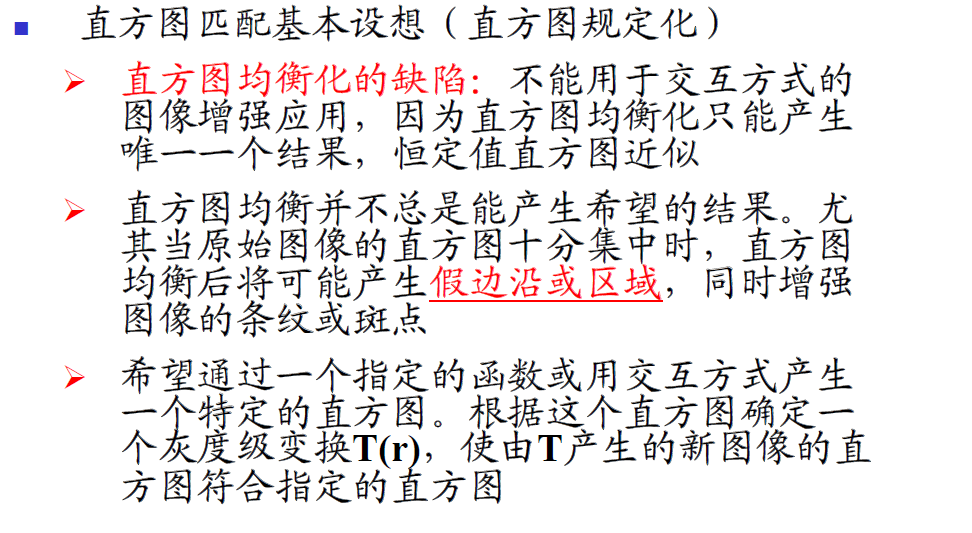 直方图匹配基本设想（直方图规定化）
直方图均衡化的缺陷：不能用于交互方式的
图像增强应用，因为直方图均衡化只能产生
唯一一个结果，恒定值直方图近似
直方图均衡并不总是能产生希望的结果。尤
其当原始图像的直方图十分集中时，直方图
均衡后将可能产生假边沿或区域，同时增强
图像的条纹或斑点
希望通过一个指定的函数或用交互方式产生
一个特定的直方图。根据这个直方图确定一
个灰度级变换T(r)，使由T产生的新图像的直
方图符合指定的直方图